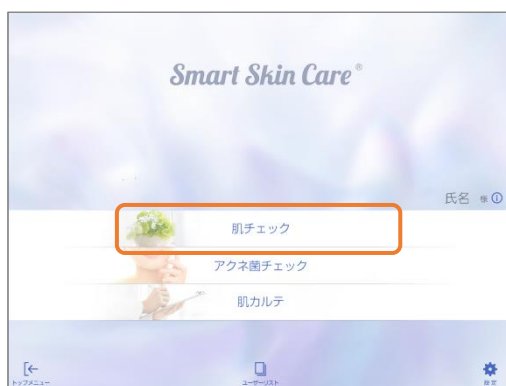 Smart Skin Care®
氏名 様
肌チェック
アクネ菌チェック
肌カルテ
トップメニュー
ユーザーリスト
設定